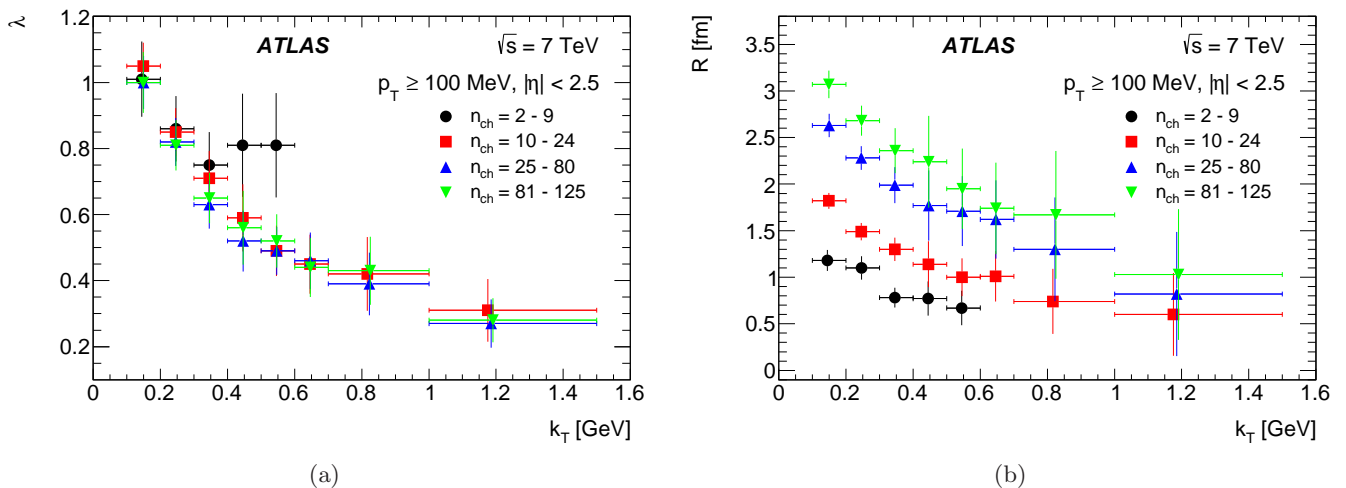 λ
ATLAS
√s = 7 TeV
p_T ≥ 100 MeV, |η| < 2.5
n_ch = 2 - 9
n_ch = 10 - 24
n_ch = 25 - 80
n_ch = 81 - 125
1.2
1
0.8
0.6
0.4
0.2
0 0.2 0.4 0.6 0.8 1 1.2 1.4 1.6
k_T [GeV]
(a)
R [fm]
ATLAS
√s = 7 TeV
p_T ≥ 100 MeV, |η| < 2.5
n_ch = 2 - 9
n_ch = 10 - 24
n_ch = 25 - 80
n_ch = 81 - 125
3.5
3
2.5
2
1.5
1
0.5
0
0 0.2 0.4 0.6 0.8 1 1.2 1.4 1.6
k_T [GeV]
(b)